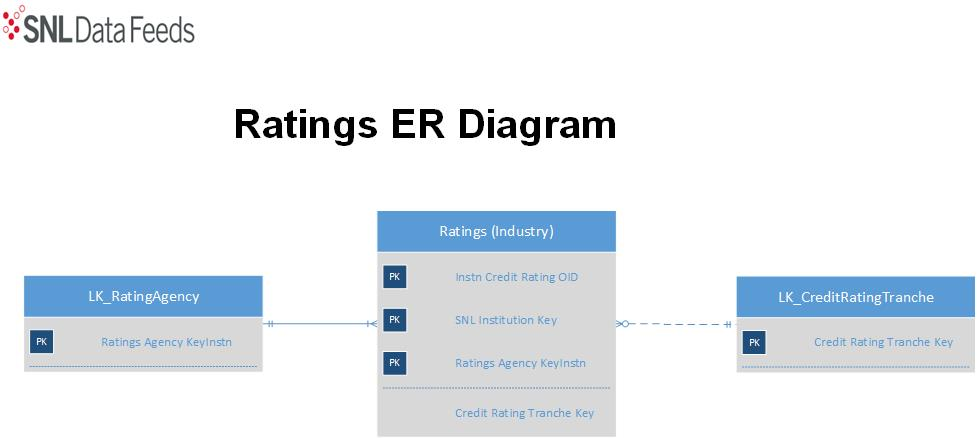 SNL Data Feeds
Ratings ER Diagram
Ratings (Industry)
PK Instn Credit Rating OID
PK SNL Institution Key
PK Ratings Agency KeyInstn
Credit Rating Tranche Key
LK_RatingAgency
PK Ratings Agency KeyInstn
LK_CreditRatingTranche
PK Credit Rating Tranche Key